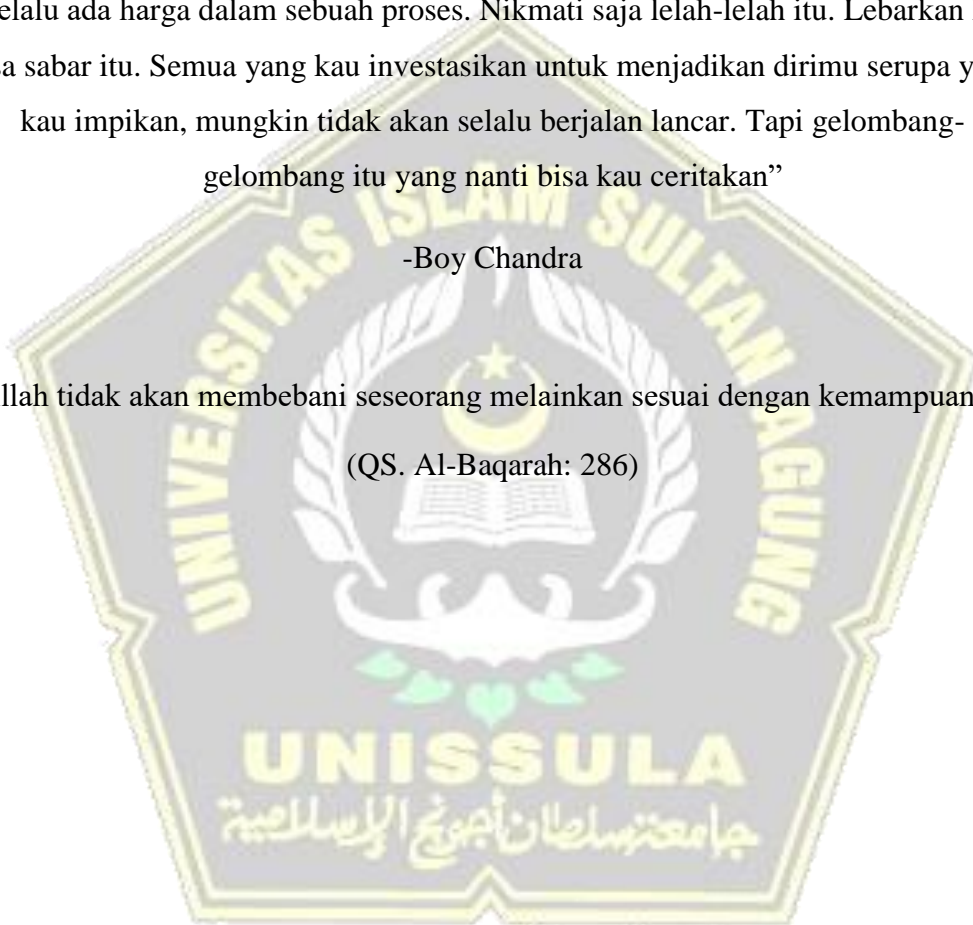 elalu ada harga dalam sebuah proses. Nikmati saja lelah-lelah itu. Lebarkan
sa sabar itu. Semua yang kau investasikan untuk menjadikan dirimu serupa y
kau impikan, mungkin tidak akan selalu berjalan lancar. Tapi gelombang-
gelombang itu yang nanti bisa kau ceritakan”
-Boy Chandra
llah tidak akan membebani seseorang melainkan sesuai dengan kemampuan
(QS. Al-Baqarah: 286)
UNIVERSITAS ISLAM SULTAN AGUNG
UNISSULA
جامعة سلطان أجونج الإسلامية